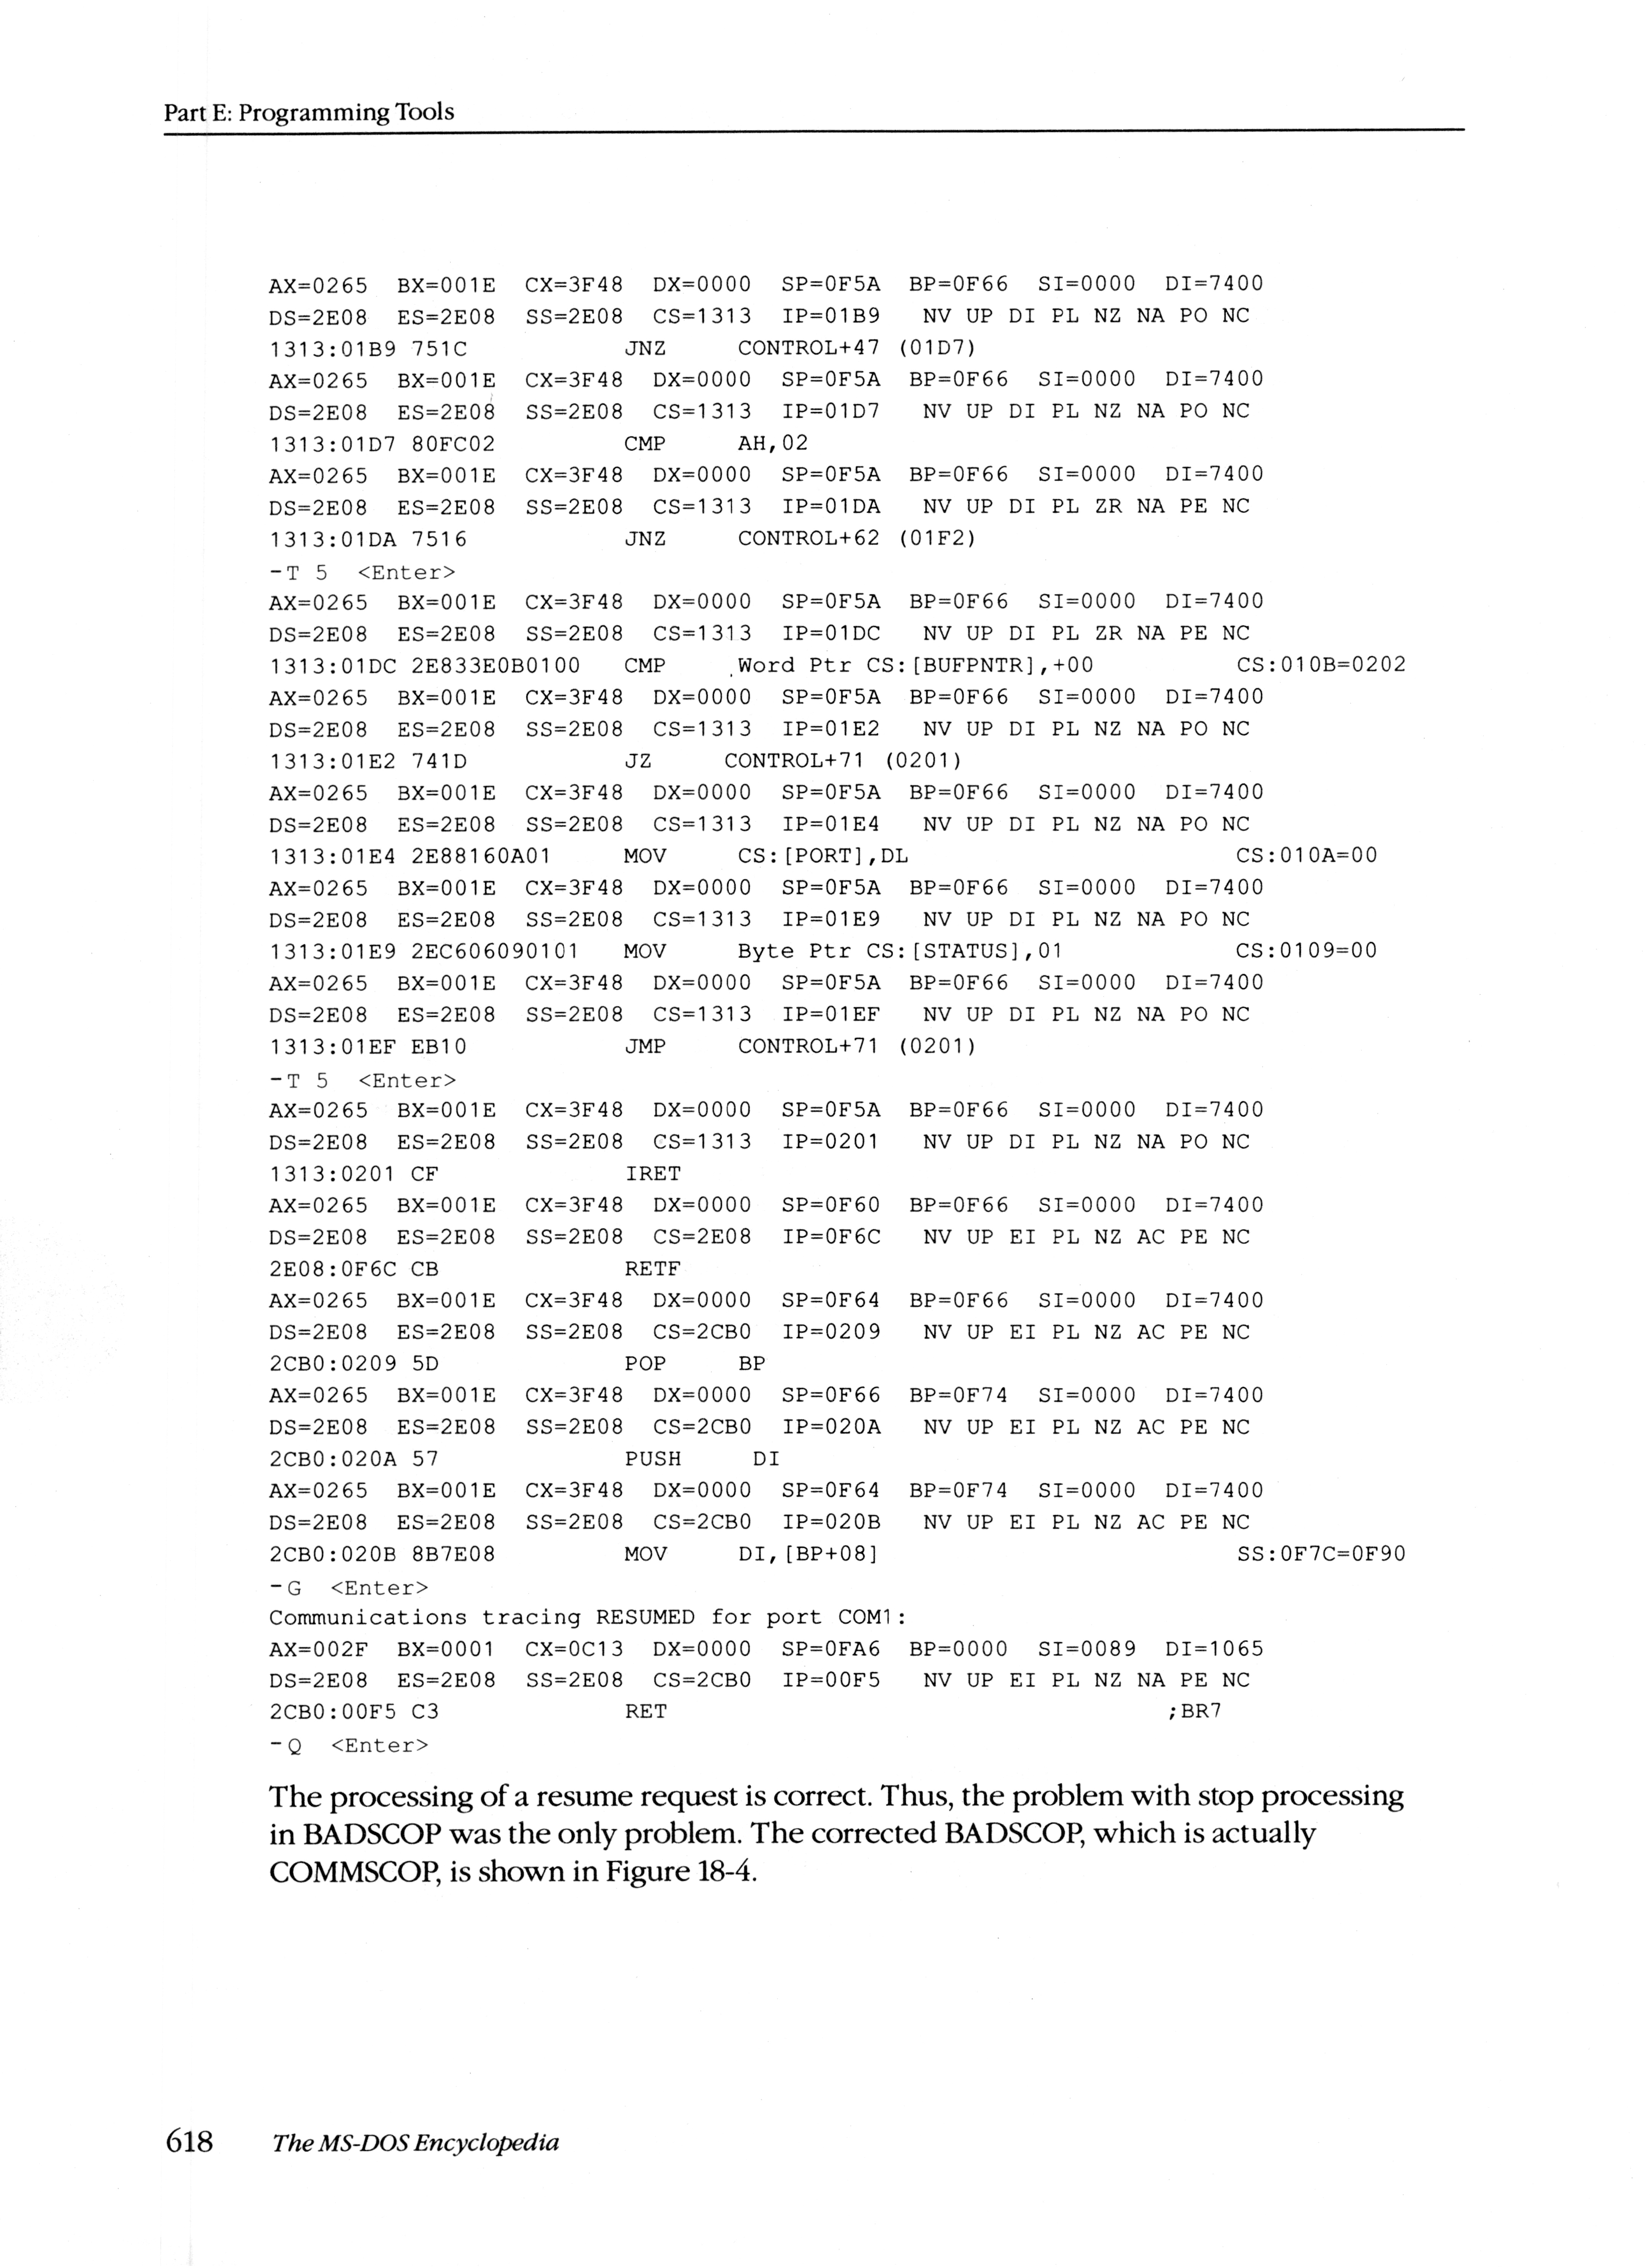 Part E: Programming Tools
AX=0265  BX=001E  CX=3F48  DX=0000  SP=0F5A  BP=0F66  SI=0000  DI=7400
DS=2E08  ES=2E08  SS=2E08  CS=1313  IP=01B9   NV UP DI PL NZ NA PO NC
1313:01B9 751C           JNZ     CONTROL+47 (01D7)
AX=0265  BX=001E  CX=3F48  DX=0000  SP=0F5A  BP=0F66  SI=0000  DI=7400
DS=2E08  ES=2E08  SS=2E08  CS=1313  IP=01D7   NV UP DI PL NZ NA PO NC
1313:01D7 80FC02         CMP     AH,02
AX=0265  BX=001E  CX=3F48  DX=0000  SP=0F5A  BP=0F66  SI=0000  DI=7400
DS=2E08  ES=2E08  SS=2E08  CS=1313  IP=01DA   NV UP DI PL ZR NA PE NC
1313:01DA 7516           JNZ     CONTROL+62 (01F2)
-T 5  <Enter>
AX=0265  BX=001E  CX=3F48  DX=0000  SP=0F5A  BP=0F66  SI=0000  DI=7400
DS=2E08  ES=2E08  SS=2E08  CS=1313  IP=01DC   NV UP DI PL ZR NA PE NC
1313:01DC 2E833E0B0100   CMP     Word Ptr CS:[BUFPNTR],+00          CS:010B=0202
AX=0265  BX=001E  CX=3F48  DX=0000  SP=0F5A  BP=0F66  SI=0000  DI=7400
DS=2E08  ES=2E08  SS=2E08  CS=1313  IP=01E2   NV UP DI PL NZ NA PO NC
1313:01E2 741D           JZ     CONTROL+71 (0201)
AX=0265  BX=001E  CX=3F48  DX=0000  SP=0F5A  BP=0F66  SI=0000  DI=7400
DS=2E08  ES=2E08  SS=2E08  CS=1313  IP=01E4   NV UP DI PL NZ NA PO NC
1313:01E4 2E88160A01     MOV     CS:[PORT],DL                       CS:010A=00
AX=0265  BX=001E  CX=3F48  DX=0000  SP=0F5A  BP=0F66  SI=0000  DI=7400
DS=2E08  ES=2E08  SS=2E08  CS=1313  IP=01E9   NV UP DI PL NZ NA PO NC
1313:01E9 2EC606090101   MOV     Byte Ptr CS:[STATUS],01            CS:0109=00
AX=0265  BX=001E  CX=3F48  DX=0000  SP=0F5A  BP=0F66  SI=0000  DI=7400
DS=2E08  ES=2E08  SS=2E08  CS=1313  IP=01EF   NV UP DI PL NZ NA PO NC
1313:01EF EB10           JMP     CONTROL+71 (0201)
-T 5  <Enter>
AX=0265  BX=001E  CX=3F48  DX=0000  SP=0F5A  BP=0F66  SI=0000  DI=7400
DS=2E08  ES=2E08  SS=2E08  CS=1313  IP=0201   NV UP DI PL NZ NA PO NC
1313:0201 CF             IRET
AX=0265  BX=001E  CX=3F48  DX=0000  SP=0F60  BP=0F66  SI=0000  DI=7400
DS=2E08  ES=2E08  SS=2E08  CS=2E08  IP=0F6C   NV UP EI PL NZ AC PE NC
2E08:0F6C CB             RETF
AX=0265  BX=001E  CX=3F48  DX=0000  SP=0F64  BP=0F66  SI=0000  DI=7400
DS=2E08  ES=2E08  SS=2E08  CS=2CB0  IP=0209   NV UP EI PL NZ AC PE NC
2CB0:0209 5D             POP     BP
AX=0265  BX=001E  CX=3F48  DX=0000  SP=0F66  BP=0F74  SI=0000  DI=7400
DS=2E08  ES=2E08  SS=2E08  CS=2CB0  IP=020A   NV UP EI PL NZ AC PE NC
2CB0:020A 57             PUSH     DI
AX=0265  BX=001E  CX=3F48  DX=0000  SP=0F64  BP=0F74  SI=0000  DI=7400
DS=2E08  ES=2E08  SS=2E08  CS=2CB0  IP=020B   NV UP EI PL NZ AC PE NC
2CB0:020B 8B7E08         MOV     DI,[BP+08]                         SS:0F7C=0F90
-G  <Enter>
Communications tracing RESUMED for port COM1:
AX=002F  BX=0001  CX=0C13  DX=0000  SP=0FA6  BP=0000  SI=0089  DI=1065
DS=2E08  ES=2E08  SS=2E08  CS=2CB0  IP=00F5   NV UP EI PL NZ NA PE NC
2CB0:00F5 C3             RET                                   ;BR7
-Q  <Enter>
The processing of a resume request is correct. Thus, the problem with stop processing
in BADSCOP was the only problem. The corrected BADSCOP, which is actually
COMMSCOP, is shown in Figure 18-4.
618 The MS-DOS Encyclopedia